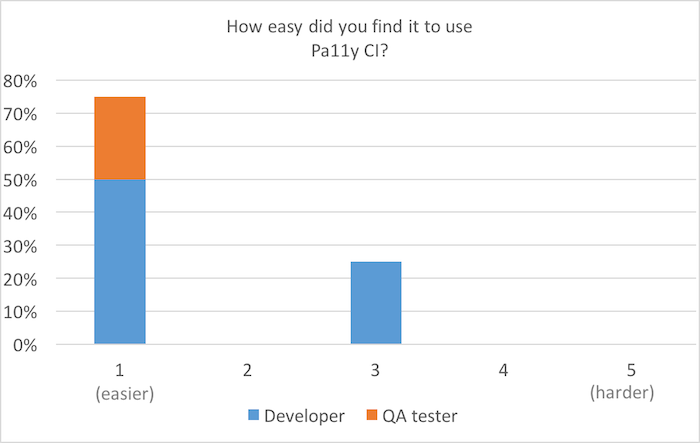 How easy did you find it to use
Pa11y CI?
80%
70%
60%
50%
40%
30%
20%
10%
0%
1 2 3 4 5
(easier) (harder)
Developer QA tester